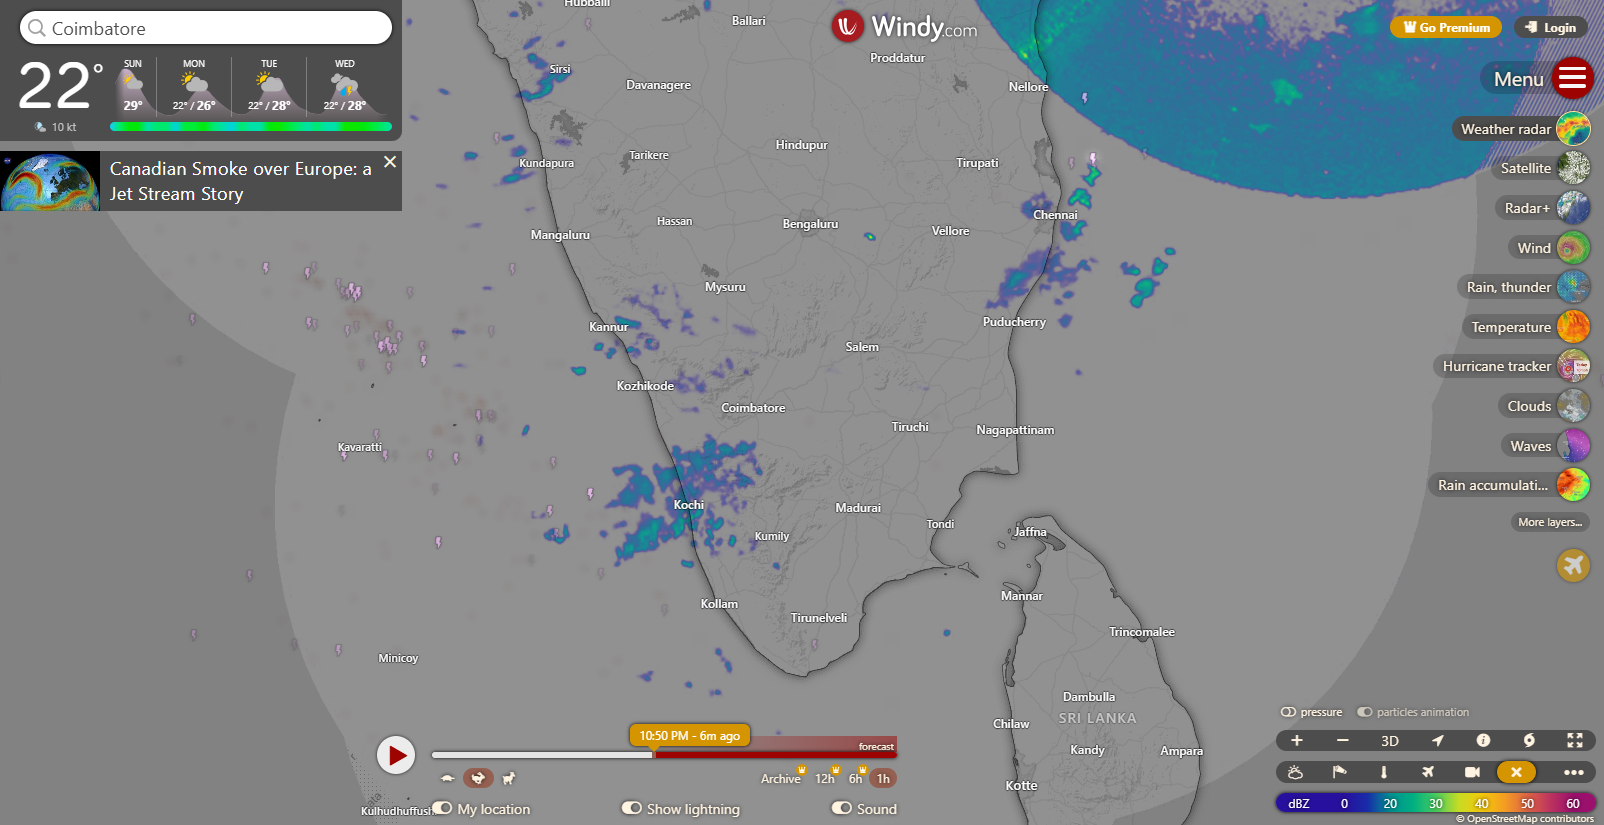 Coimbatore
22°
10 kt
SUN MON TUE WED
29° 22° / 26° 22° / 28° 22° / 28°
Canadian Smoke over Europe: a
Jet Stream Story
Windy.com
Go Premium
Login
Menu
Weather radar
Satellite
Radar+
Wind
Rain, thunder
Temperature
Hurricane tracker
Clouds
Waves
Rain accumulati...
More layers...
Hubballi
Ballari
Proddatur
Sirsi
Davanagere
Nellore
Hindupur
Kundapura
Tarikere
Tirupati
Hassan
Bengaluru
Chennai
Mangaluru
Vellore
Mysuru
Kannur
Puducherry
Salem
Kozhikode
Coimbatore
Tiruchi
Nagapattinam
Kavaratti
Kochi
Madurai
Tondi
Kumily
Jaffna
Kollam
Mannar
Tirunelveli
Trincomalee
Minicoy
Dambulla
SRI LANKA
Chilaw
Kandy
Ampara
Kotte
Kulhudhuffush
10:50 PM - 6m ago
forecast
Archive 12h 6h 1h
My location
Show lightning
Sound
pressure
particles animation
+ − 3D
dBZ 0 20 30 40 50 60
© OpenStreetMap contributors